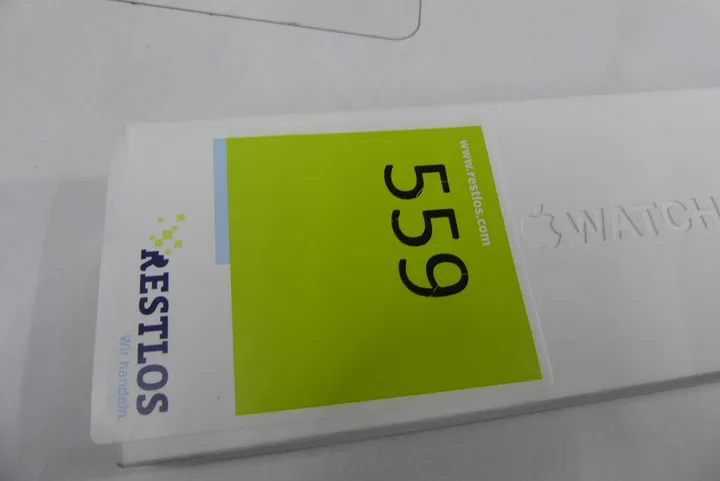 www.restlos.com
559
RESTLOS
Wir handeln.
WATCH